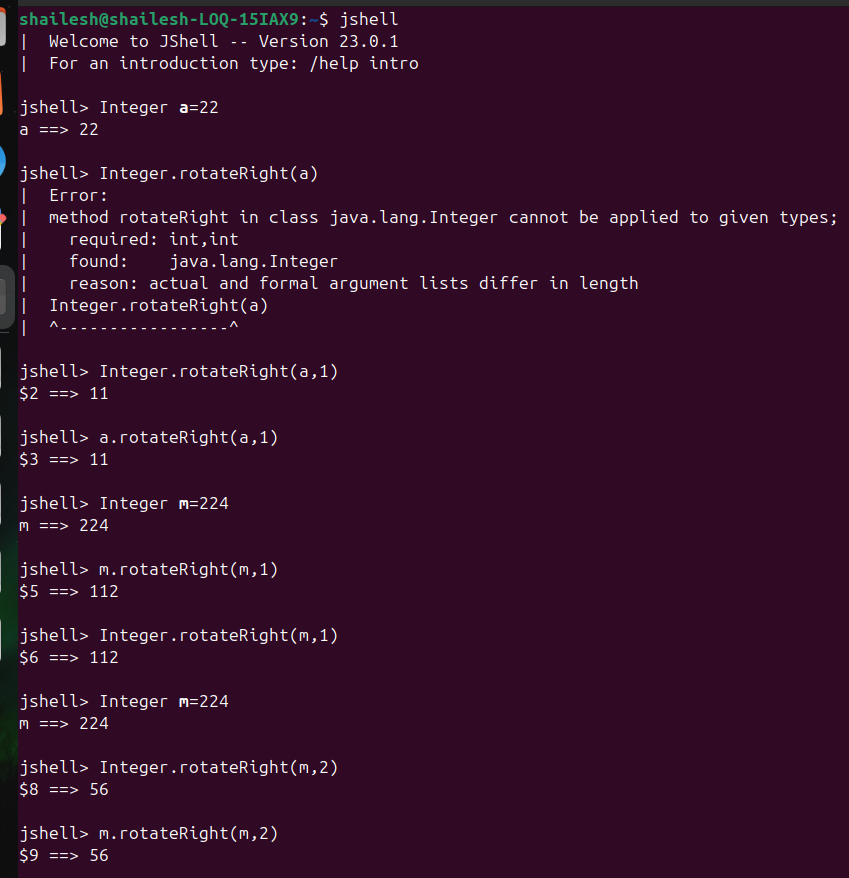 shailesh@shailesh-LOQ-15IAX9:~$ jshell
|  Welcome to JShell -- Version 23.0.1
|  For an introduction type: /help intro

jshell> Integer a=22
a ==> 22

jshell> Integer.rotateRight(a)
|  Error:
|  method rotateRight in class java.lang.Integer cannot be applied to given types;
|    required: int,int
|    found:    java.lang.Integer
|    reason: actual and formal argument lists differ in length
|  Integer.rotateRight(a)
|  ^-----------------^

jshell> Integer.rotateRight(a,1)
$2 ==> 11

jshell> a.rotateRight(a,1)
$3 ==> 11

jshell> Integer m=224
m ==> 224

jshell> m.rotateRight(m,1)
$5 ==> 112

jshell> Integer.rotateRight(m,1)
$6 ==> 112

jshell> Integer m=224
m ==> 224

jshell> Integer.rotateRight(m,2)
$8 ==> 56

jshell> m.rotateRight(m,2)
$9 ==> 56